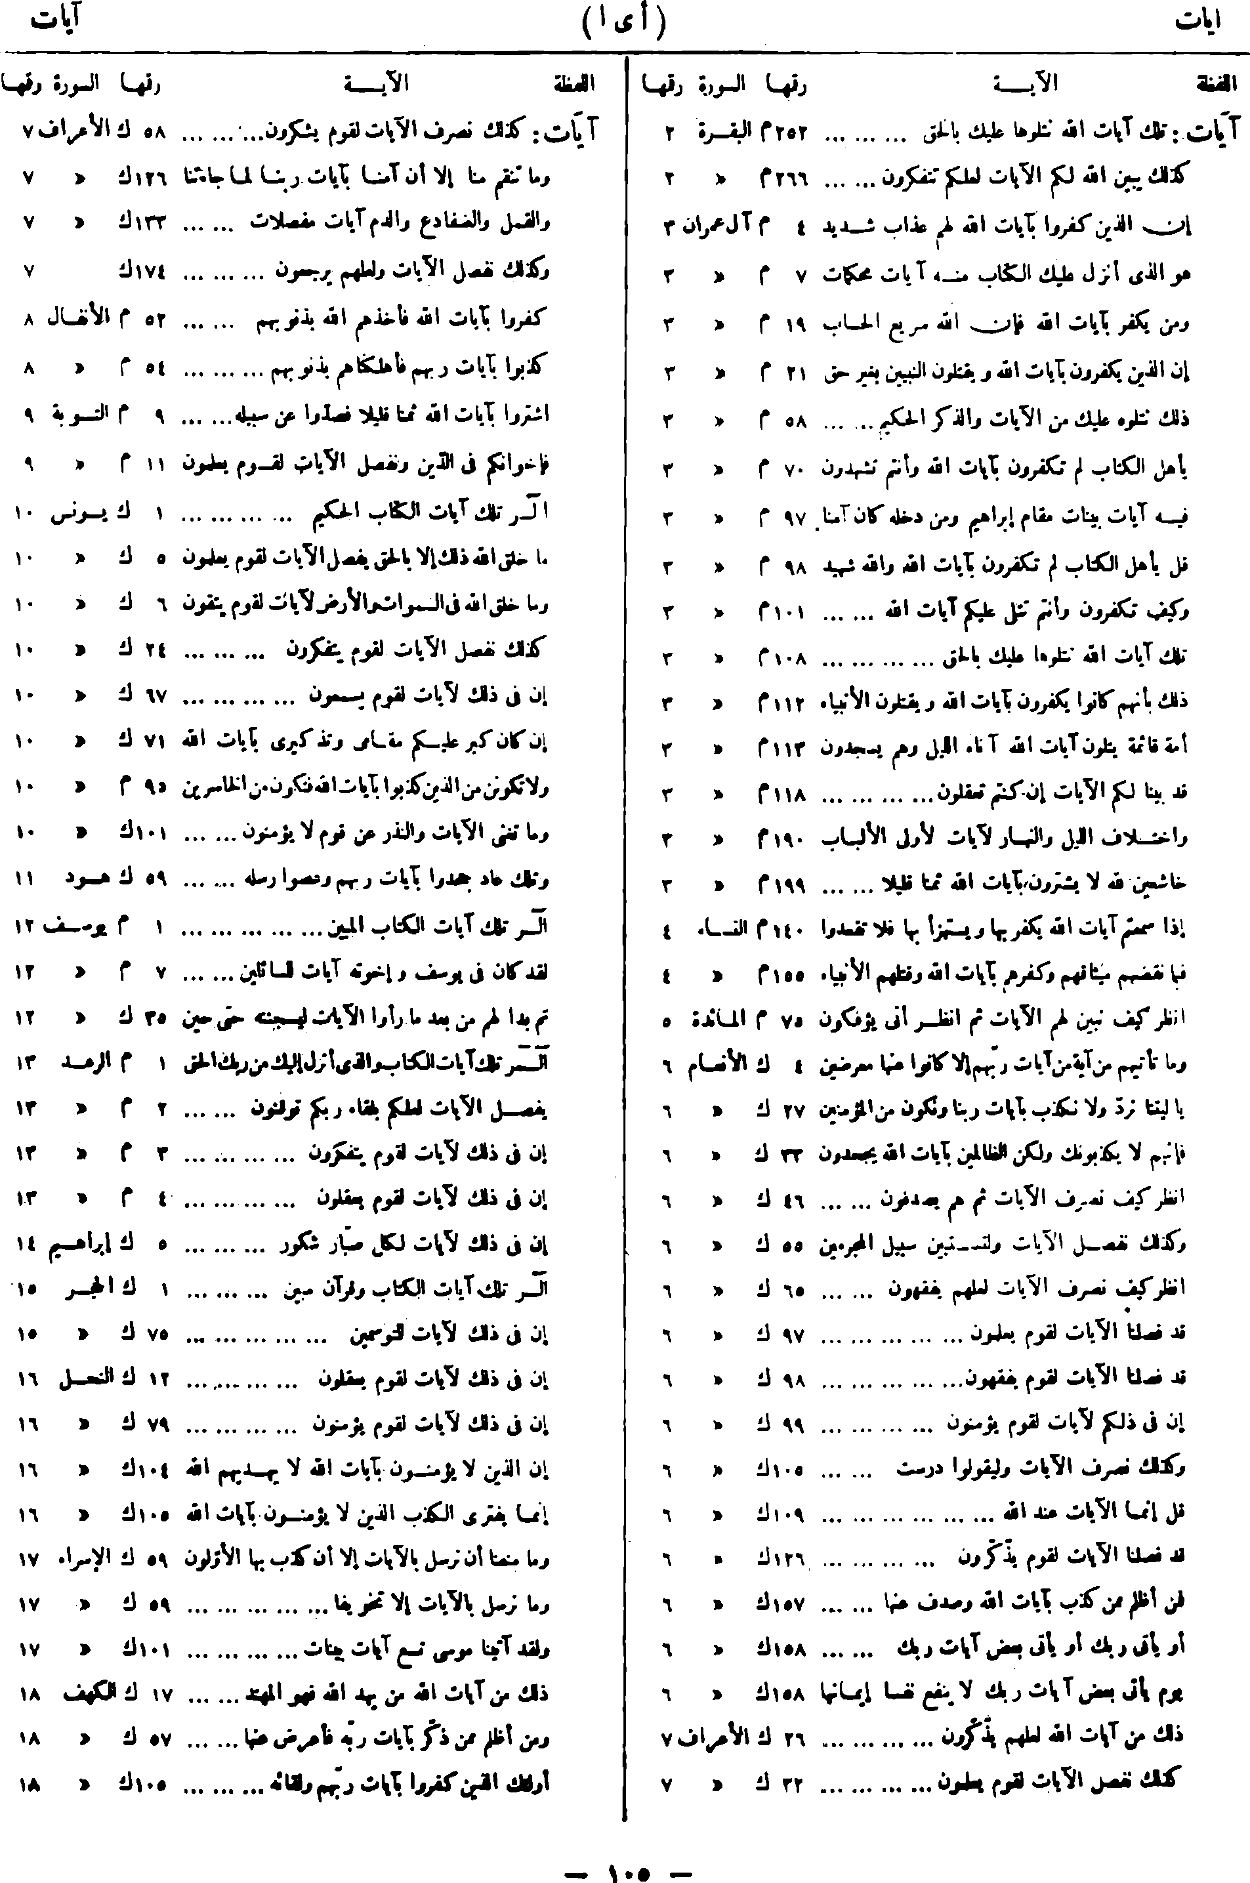 ايات (أى ا) آيات
اللفظة الآيـــة رقمها السورة رقمها
آيَات: تلك آيات الله نتلوها عليك بالحق ... ... ... ٢٥٢م البقرة ٢
كذلك يبين الله لكم الآيات لعلكم تتفكرون ... ... ٢٦٦م » ٢
إن الذين كفروا بآيات الله لهم عذاب شديد ٤ م آل عمران ٣
هو الذى أنزل عليك الكتاب منه آيات محكمات ٧ م » ٣
ومن يكفر بآيات الله فإن الله سريع الحساب ١٩ م » ٣
إن الذين يكفرون بآيات الله ويقتلون النبيين بغير حق ٢١ م » ٣
ذلك نتلوه عليك من الآيات والذكر الحكيم ... ... ٥٨ م » ٣
يأهل الكتاب لم تكفرون بآيات الله وأنتم تشهدون ٧٠ م » ٣
فيه آيات بينات مقام إبراهيم ومن دخله كان آمنا ٩٧ م » ٣
قل يأهل الكتاب لم تكفرون بآيات الله والله شهيد ٩٨ م » ٣
وكيف تكفرون وأنتم تتلى عليكم آيات الله ... ... ١٠١م » ٣
تلك آيات الله نتلوها عليك بالحق ... ... ... ... ١٠٨م » ٣
ذلك بأنهم كانوا يكفرون بآيات الله ويقتلون الأنبياء ١١٢م » ٣
أمة قائمة يتلون آيات الله آناء الليل وهم يسجدون ١١٣م » ٣
قد بينا لكم الآيات إن كنتم تعقلون ... ... ... ... ١١٨م » ٣
واختلاف الليل والنهار لآيات لأولى الألباب ١٩٠م » ٣
خاشعين لله لا يشترون بآيات الله ثمنا قليلا ... ... ١٩٩م » ٣
إذا سمعتم آيات الله يكفر بها ويستهزأ بها فلا تقعدوا ١٤٠م النساء ٤
فبما نقضهم ميثاقهم وكفرهم بآيات الله وقتلهم الأنبياء ١٥٥م » ٤
انظر كيف نبين لهم الآيات ثم انظر أنى يؤفكون ٧٥ م المائدة ٥
وما تأتيهم من آية من آيات ربّهم إلا كانوا عنها معرضين ٤ ك الأنعام ٦
يا ليتنا نردّ ولا نكذب بآيات ربنا ونكون من المؤمنين ٢٧ ك » ٦
فإنهم لا يكذبونك ولكن الظالمين بآيات الله يجحدون ٣٣ ك » ٦
انظر كيف نصرف الآيات ثم هم يصدفون ... ... ٤٦ ك » ٦
وكذلك نفصل الآيات ولتستبين سبيل المجرمين ٥٥ ك » ٦
انظر كيف نصرف الآيات لعلهم يفقهون ... ... ٦٥ ك » ٦
قد فصلنا الآيات لقوم يعلمون ... ... ... ... ... ٩٧ ك » ٦
قد فصلنا الآيات لقوم يفقهون ... ... ... ... ... ٩٨ ك » ٦
إن فى ذلكم لآيات لقوم يؤمنون ... ... ... ... ٩٩ ك » ٦
وكذلك نصرف الآيات وليقولوا درست ... ... ١٠٥ك » ٦
قل إنما الآيات عند الله ... ... ... ... ... ... ١٠٩ك » ٦
قد فصلنا الآيات لقوم يذّكّرون ... ... ... ... ١٢٦ك » ٦
فمن أظلم ممن كذب بآيات الله وصدف عنها ... ... ١٥٧ك » ٦
أو يأتى ربك أو يأتى بعض آيات ربك ... ... ١٥٨ك » ٦
يوم يأتى بعض آيات ربك لا ينفع نفسا إيمانها ١٥٨ك » ٦
ذلك من آيات الله لعلهم يذّكّرون ... ... ... ... ٢٦ ك الأعراف ٧
كذلك نفصل الآيات لقوم يعلمون ... ... ... ... ٣٢ ك » ٧
اللفظة الآيـــة رقمها السورة رقمها
آيَات: كذلك نصرف الآيات لقوم يشكرون ... ... ... ٥٨ ك الأعراف ٧
وما تنقم منا إلا أن آمنا بآيات ربنا لما جاءتنا ١٢٦ك » ٧
والقمل والضفادع والدم آيات مفصلات ... ... ١٣٣ك » ٧
وكذلك نفصل الآيات ولعلهم يرجعون ... ... ... ١٧٤ك ٧
كفروا بآيات الله فأخذهم الله بذنوبهم ... ... ٥٢ م الأنفال ٨
كذبوا بآيات ربهم فأهلكناهم بذنوبهم ... ... ... ٥٤ م » ٨
اشتروا بآيات الله ثمنا قليلا فصدّوا عن سبيله ... ... ٩ م التوبة ٩
فإخوانكم فى الدّين ونفصل الآيات لقوم يعلمون ١١ م » ٩
الٓر تلك آيات الكتاب الحكيم ... ... ... ... ١ ك يونس ١٠
ما خلق الله ذلك إلا بالحق يفصل الآيات لقوم يعلمون ٥ ك » ١٠
وما خلق الله فى السموات والأرض لآيات لقوم يتقون ٦ ك » ١٠
كذلك نفصل الآيات لقوم يتفكرون ... ... ... ٢٤ ك » ١٠
إن فى ذلك لآيات لقوم يسمعون ... ... ... ... ٦٧ ك » ١٠
إن كان كبر عليكم مقامى وتذكيرى بآيات الله ٧١ ك » ١٠
ولا تكونن من الذين كذبوا بآيات الله فتكون من الخاسرين ٩٥ م » ١٠
وما تغنى الآيات والنذر عن قوم لا يؤمنون ... ... ١٠١ك » ١٠
وتلك عاد جحدوا بآيات ربهم وعصوا رسله ... ... ٥٩ ك هود ١١
الٓر تلك آيات الكتاب المبين ... ... ... ... ... ١ م يوسف ١٢
لقد كان فى يوسف وإخوته آيات للسائلين ... ... ٧ م » ١٢
ثم بدا لهم من بعد ما رأوا الآيات ليسجننه حتى حين ٣٥ ك » ١٢
الٓمٓر تلك آيات الكتاب والذى أنزل إليك من ربك الحق ١ م الرعد ١٣
يفصل الآيات لعلكم بلقاء ربكم توقنون ... ... ٢ م » ١٣
إن فى ذلك لآيات لقوم يتفكرون ... ... ... ... ٣ م » ١٣
إن فى ذلك لآيات لقوم يعقلون ... ... ... ... ٤ م » ١٣
إن فى ذلك لآيات لكل صبّار شكور ... ... ... ٥ ك إبراهيم ١٤
الٓر تلك آيات الكتاب وقرآن مبين ... ... ... ١ ك الحجر ١٥
إن فى ذلك لآيات للتوسمين ... ... ... ... ... ٧٥ ك » ١٥
إن فى ذلك لآيات لقوم يعقلون ... ... ... ... ١٢ ك النحل ١٦
إن فى ذلك لآيات لقوم يؤمنون ... ... ... ... ٧٩ ك » ١٦
إن الذين لا يؤمنون بآيات الله لا يهديهم الله ١٠٤ك » ١٦
إنما يفترى الكذب الذين لا يؤمنون بآيات الله ١٠٥ك » ١٦
وما منعنا أن نرسل بالآيات إلا أن كذب بها الأوّلون ٥٩ ك الإسراء ١٧
وما نرسل بالآيات إلا تخويفا ... ... ... ... ... ٥٩ ك » ١٧
ولقد آتينا موسى تسع آيات بينات ... ... ... ... ١٠١ك » ١٧
ذلك من آيات الله من يهد الله فهو المهتد ... ... ١٧ ك الكهف ١٨
ومن أظلم ممن ذكّر بآيات ربّه فأعرض عنها ... ... ٥٧ ك » ١٨
أولئك الذين كفروا بآيات ربّهم ولقائه ... ... ... ١٠٥ك » ١٨
— ١٠٥ —